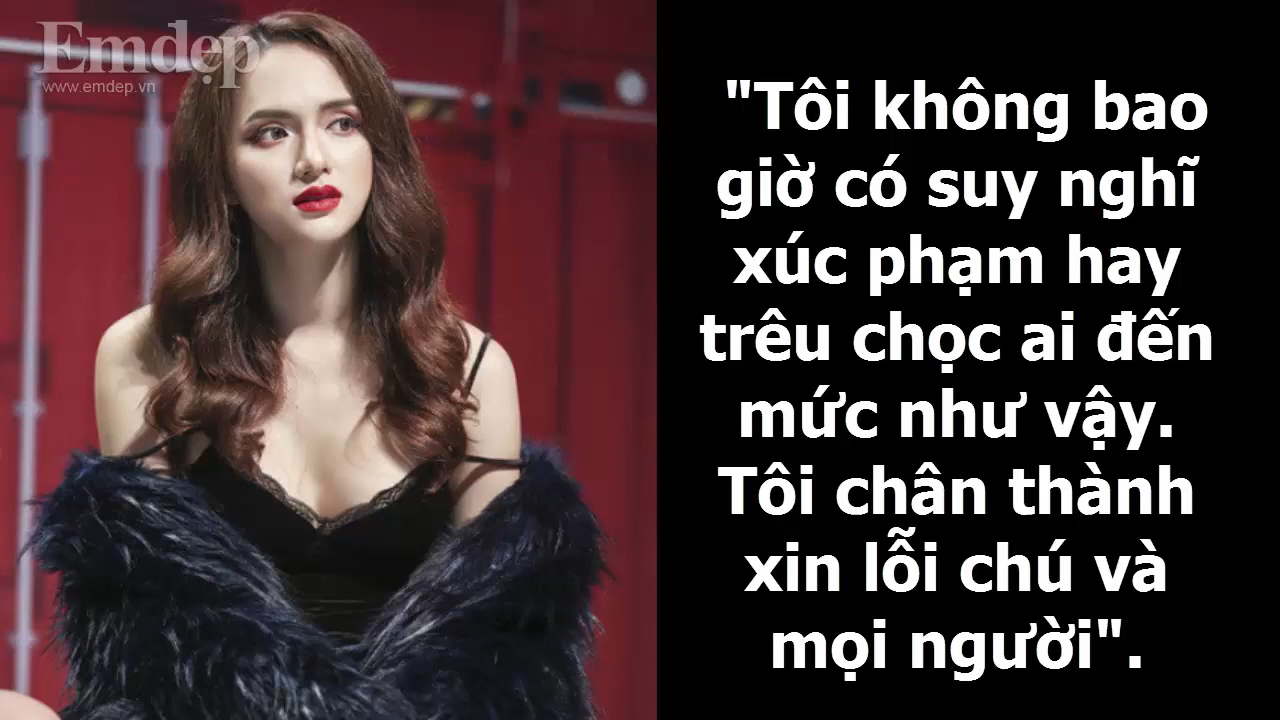 Emdẹp
www.emdep.vn
"Tôi không bao
giờ có suy nghĩ
xúc phạm hay
trêu chọc ai đến
mức như vậy.
Tôi chân thành
xin lỗi chú và
mọi người".